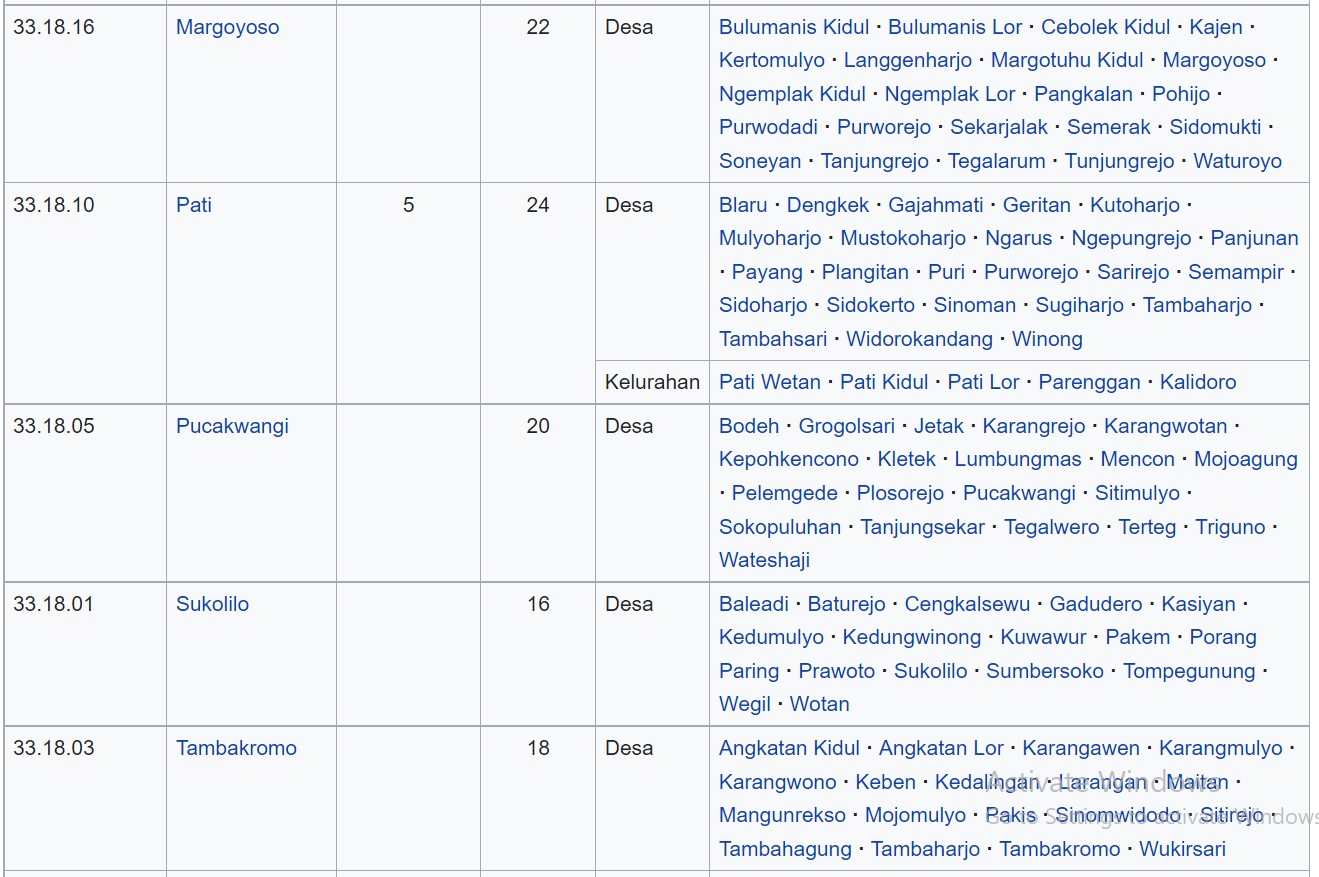 33.18.16 Margoyoso 22 Desa Bulumanis Kidul · Bulumanis Lor · Cebolek Kidul · Kajen ·
Kertomulyo · Langgenharjo · Margotuhu Kidul · Margoyoso ·
Ngemplak Kidul · Ngemplak Lor · Pangkalan · Pohijo ·
Purwodadi · Purworejo · Sekarjalak · Semerak · Sidomukti ·
Soneyan · Tanjungrejo · Tegalarum · Tunjungrejo · Waturoyo
33.18.10 Pati 5 24 Desa Blaru · Dengkek · Gajahmati · Geritan · Kutoharjo ·
Mulyoharjo · Mustokoharjo · Ngarus · Ngepungrejo · Panjunan
· Payang · Plangitan · Puri · Purworejo · Sarirejo · Semampir ·
Sidoharjo · Sidokerto · Sinoman · Sugiharjo · Tambaharjo ·
Tambahsari · Widorokandang · Winong
Kelurahan Pati Wetan · Pati Kidul · Pati Lor · Parenggan · Kalidoro
33.18.05 Pucakwangi 20 Desa Bodeh · Grogolsari · Jetak · Karangrejo · Karangwotan ·
Kepohkencono · Kletek · Lumbungmas · Mencon · Mojoagung
· Pelemgede · Plosorejo · Pucakwangi · Sitimulyo ·
Sokopuluhan · Tanjungsekar · Tegalwero · Terteg · Triguno ·
Wateshaji
33.18.01 Sukolilo 16 Desa Baleadi · Baturejo · Cengkalsewu · Gadudero · Kasiyan ·
Kedumulyo · Kedungwinong · Kuwawur · Pakem · Porang
Paring · Prawoto · Sukolilo · Sumbersoko · Tompegunung ·
Wegil · Wotan
33.18.03 Tambakromo 18 Desa Angkatan Kidul · Angkatan Lor · Karangawen · Karangmulyo ·
Karangwono · Keben · Kedalingan · Larangan · Maitan ·
Activate Windows
Mangunrekso · Mojomulyo · Pakis · Sinomwidodo · Sitirejo ·
Go to Settings to activate Windows
Tambahagung · Tambaharjo · Tambakromo · Wukirsari